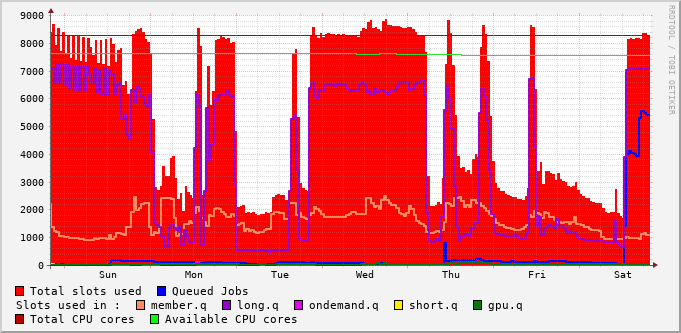 9000
8000
7000
6000
5000
4000
3000
2000
1000
0
Sun Mon Tue Wed Thu Fri Sat
RRDTOOL / TOBI OETIKER
Total slots used Queued Jobs
Slots used in : member.q long.q ondemand.q short.q gpu.q
Total CPU cores Available CPU cores